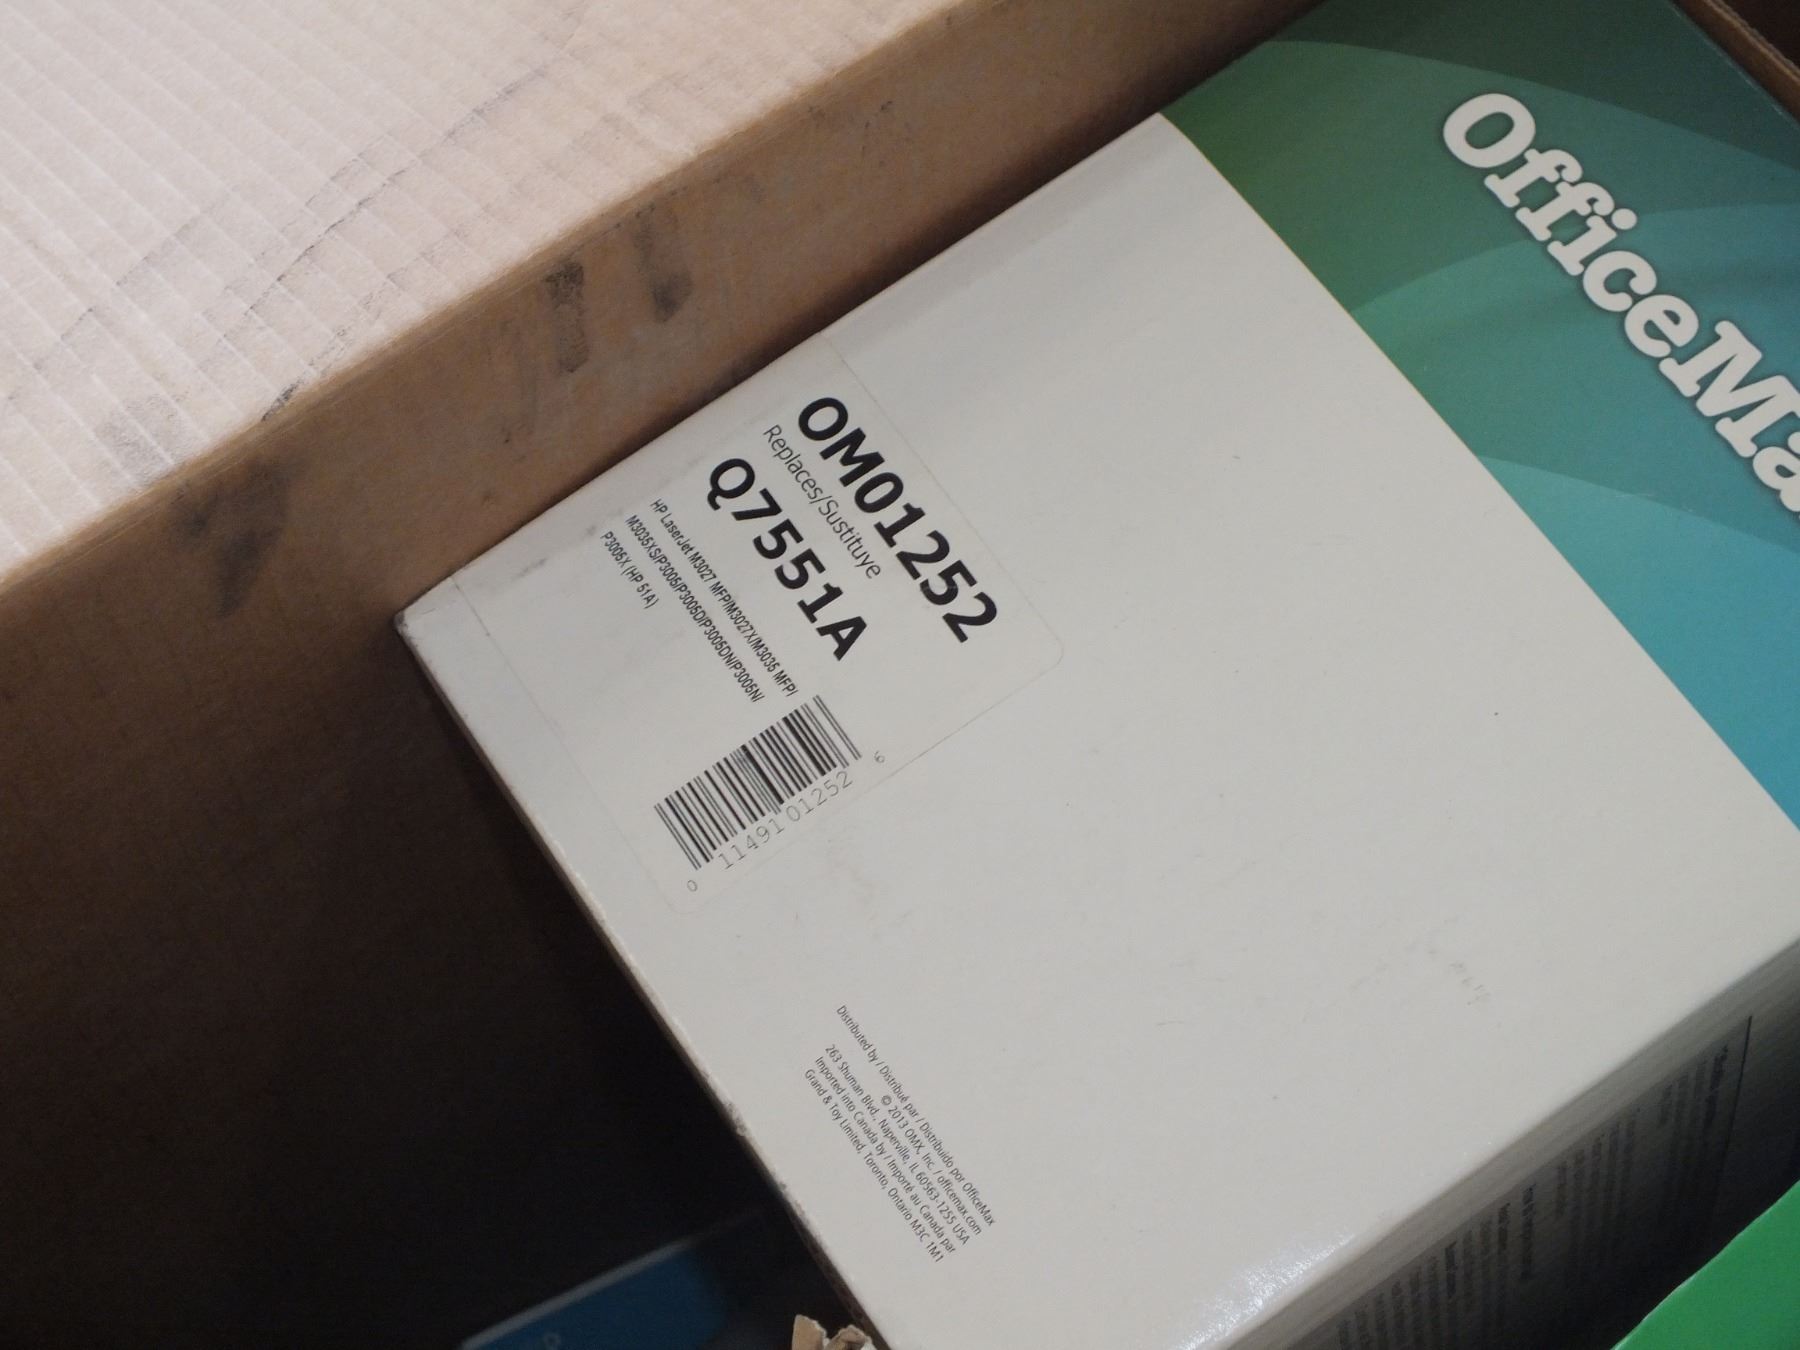 OfficeMa
OM01252
Replaces/Sustituye
Q7551A
HP LaserJet M3027 MFP/M3027X/M3035 MFP/
M3035XS/P3005/P3005D/P3005DN/P3005N/
P3005X (HP 51A)
0 11491 01252 6
Distributed by / Distribué par / Distribuido por OfficeMax
© 2013 OMX, Inc. / officemax.com
263 Shuman Blvd., Naperville, IL 60563-1255 USA
Imported into Canada by / Importé au Canada par
Grand & Toy Limited, Toronto, Ontario M3C 1M1